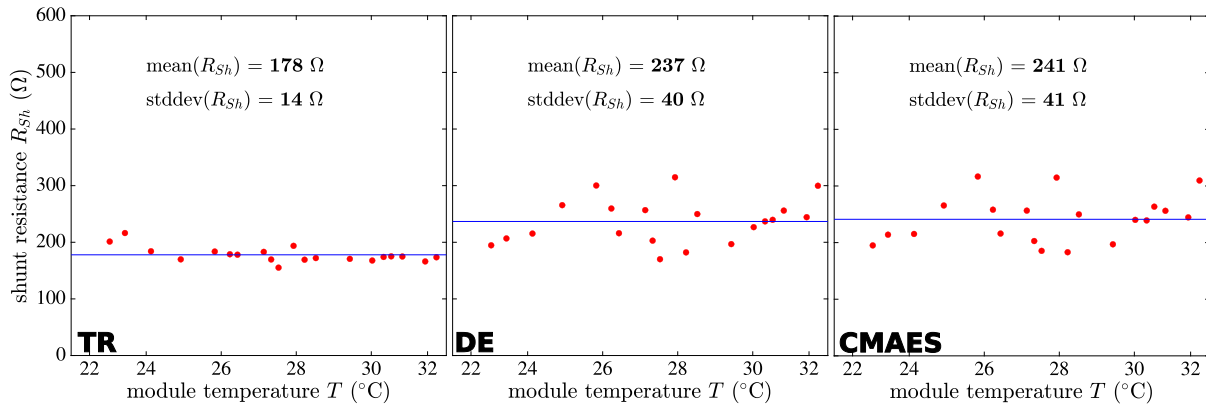 shunt resistance R_Sh (Ω)
600
500
400
300
200
100
0
mean(R_Sh) = 178 Ω
stddev(R_Sh) = 14 Ω
TR
22 24 26 28 30 32
module temperature T (°C)
mean(R_Sh) = 237 Ω
stddev(R_Sh) = 40 Ω
DE
22 24 26 28 30 32
module temperature T (°C)
mean(R_Sh) = 241 Ω
stddev(R_Sh) = 41 Ω
CMAES
22 24 26 28 30 32
module temperature T (°C)